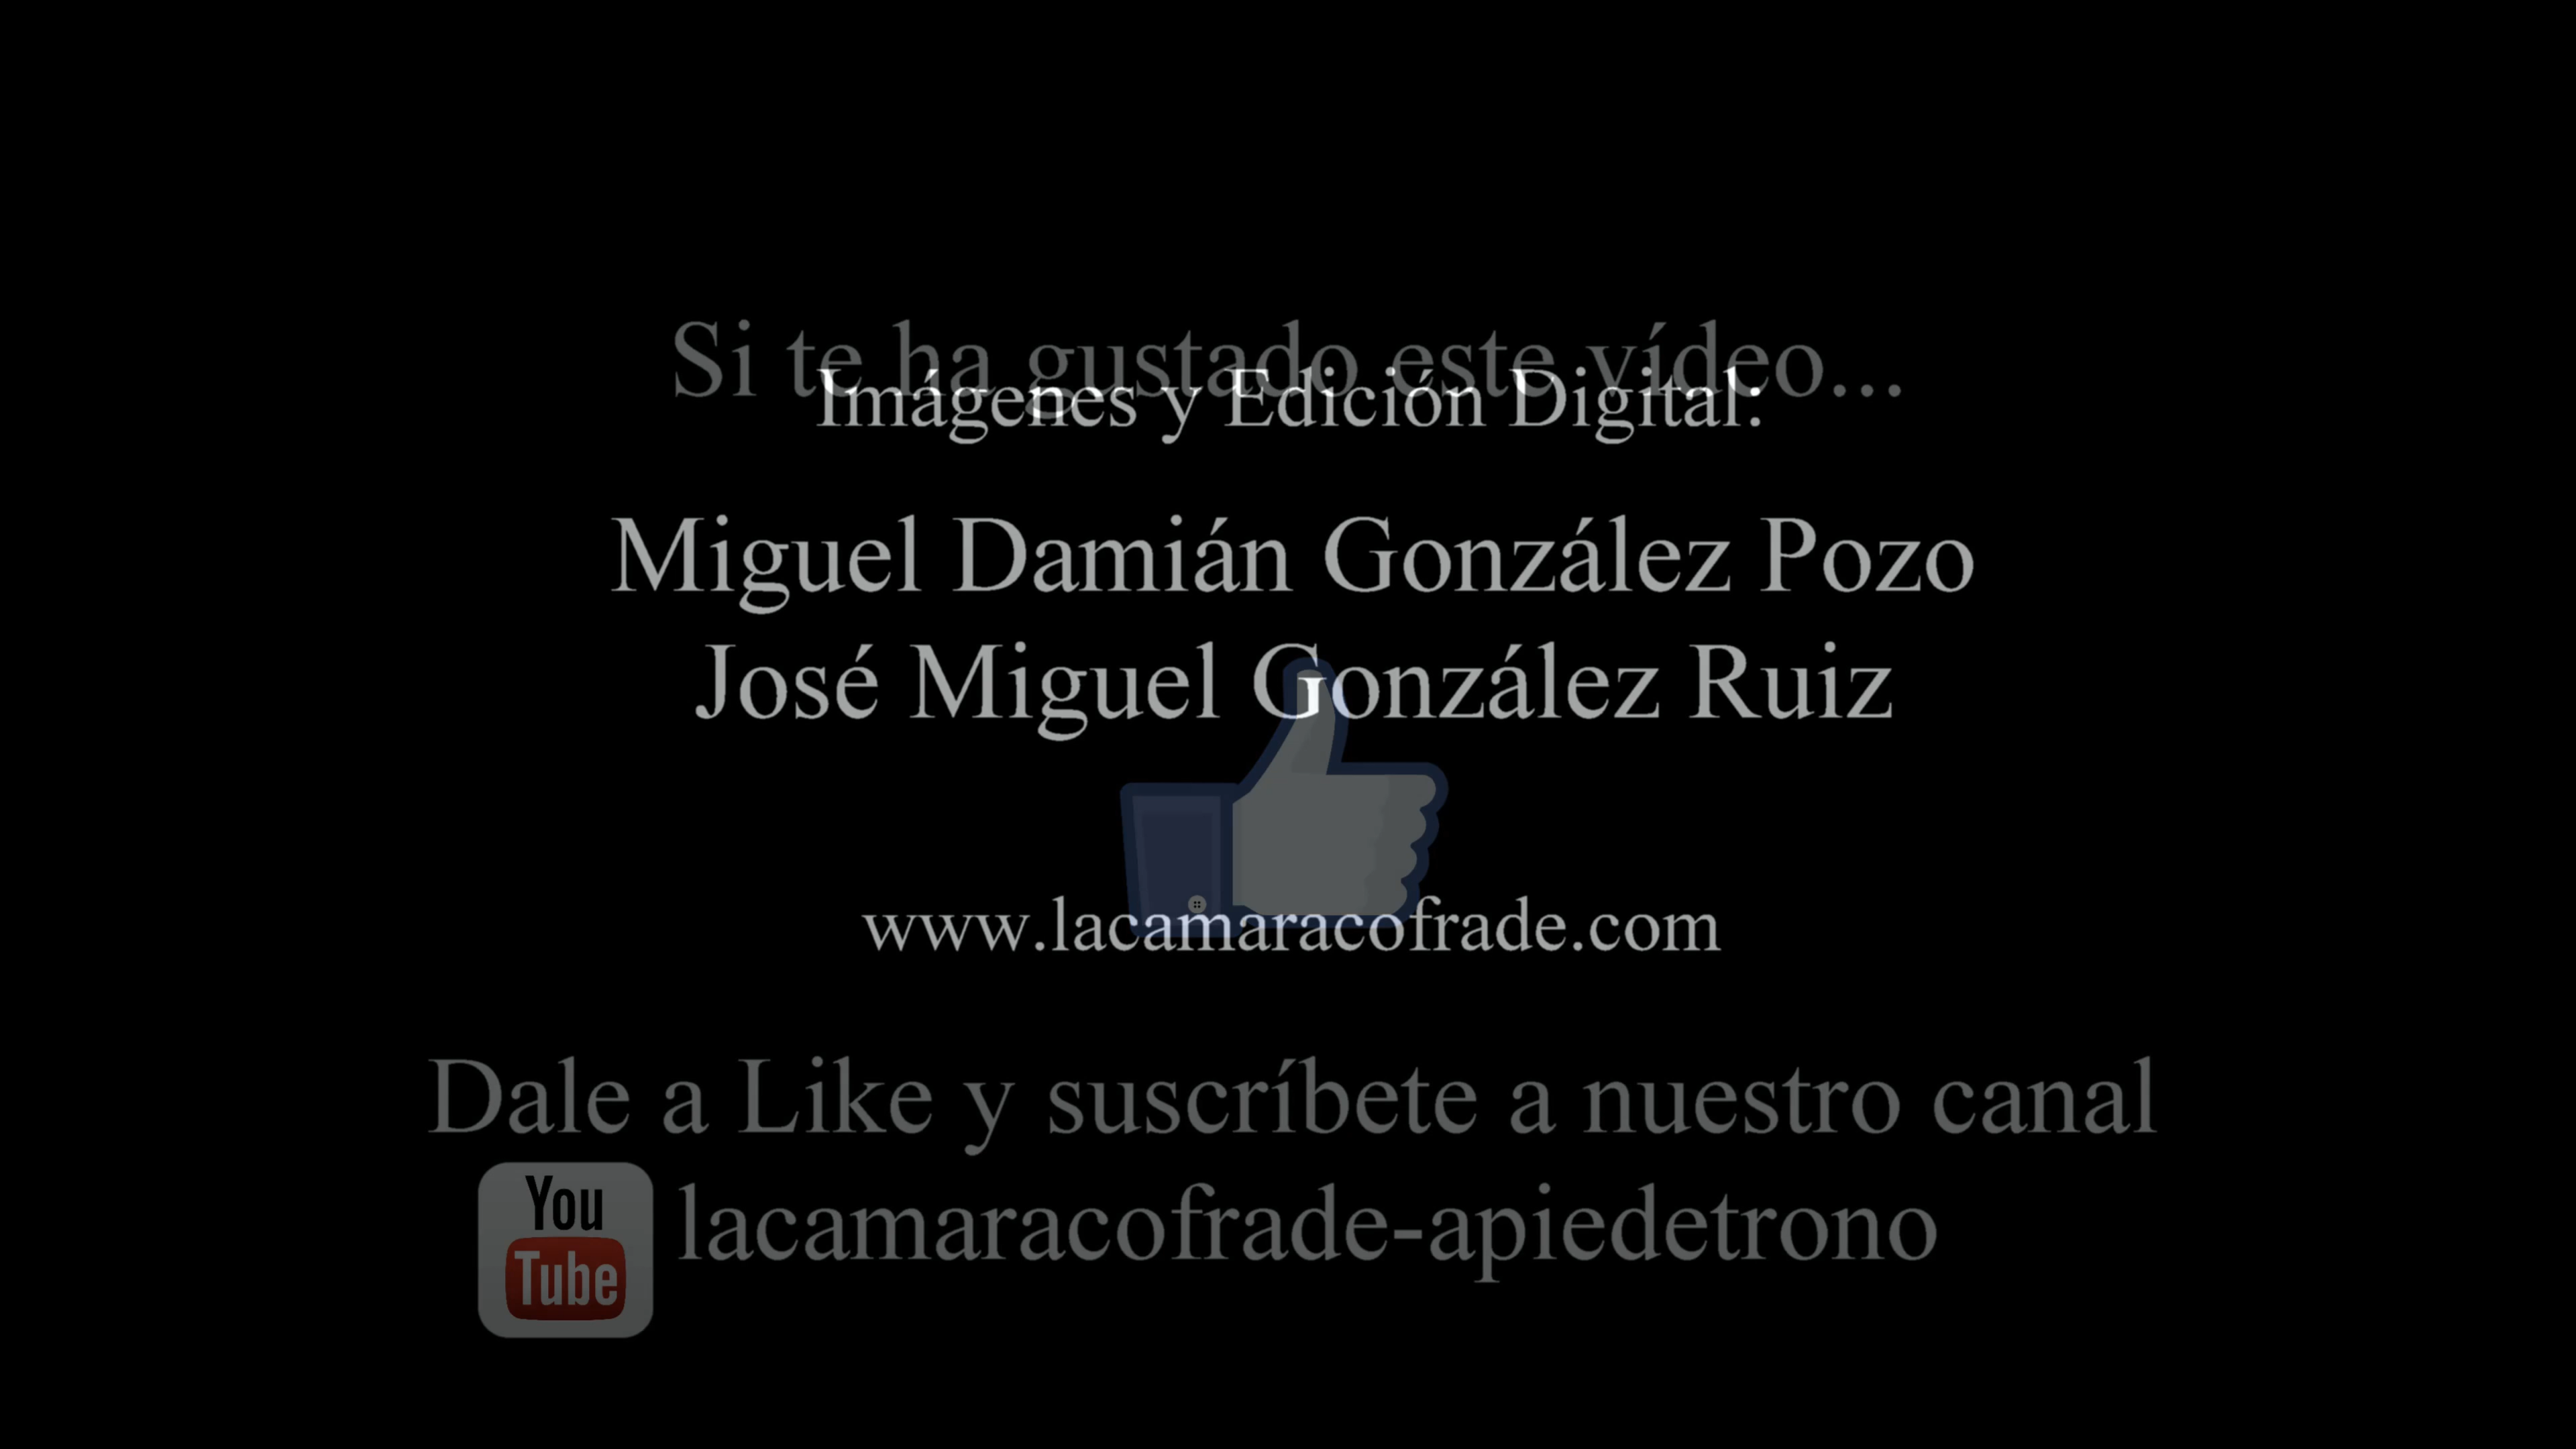 Si te ha gustado este vídeo...
Imágenes y Edición Digital:
Miguel Damián González Pozo
José Miguel González Ruiz
www.lacamaracofrade.com
Dale a Like y suscríbete a nuestro canal
You
Tube
lacamaracofrade-apiedetrono